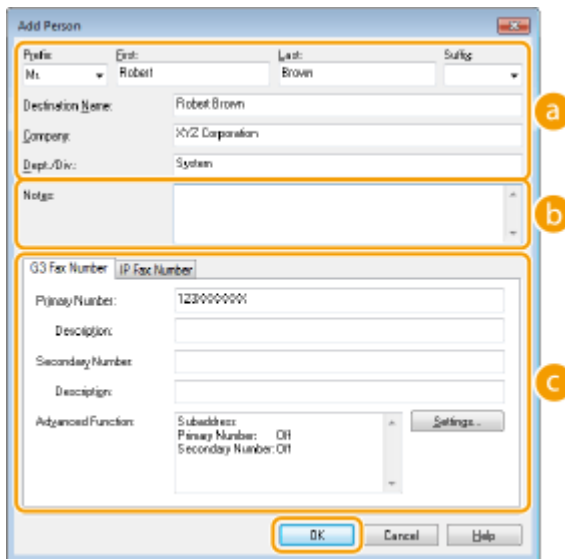 Add Person
Prefix: First: Last: Suffix:
Mr. Robert Brown
Destination Name: Robert Brown
Company: XYZ Corporation
Dept./Div.: System
a
Notes:
b
G3 Fax Number IP Fax Number
Primary Number: 123XXXXXXX
Description:
Secondary Number:
Description:
Advanced Function: Subaddress: Settings...
Primary Number: Off
Secondary Number: Off
c
OK Cancel Help